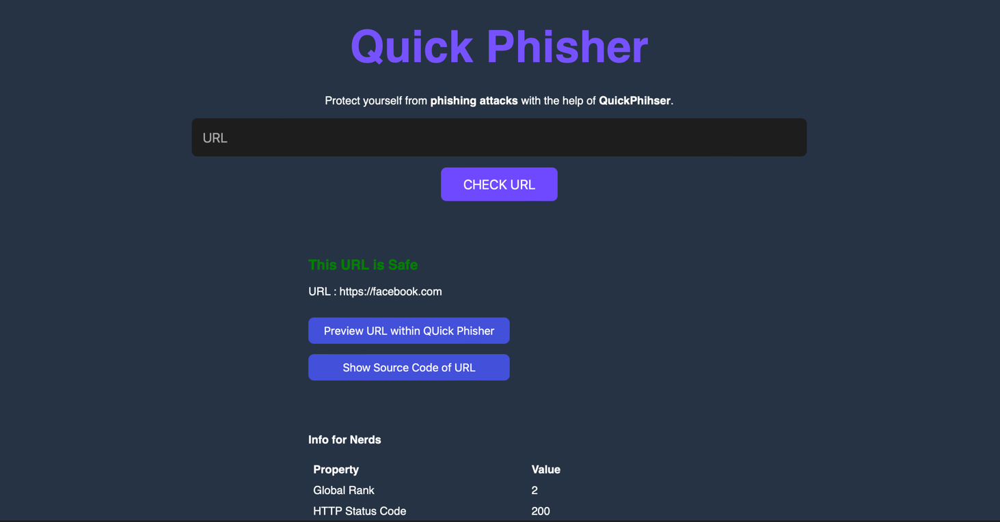 Quick Phisher
Protect yourself from phishing attacks with the help of QuickPhihser.
URL
CHECK URL
This URL is Safe
URL : https://facebook.com
Preview URL within QUick Phisher
Show Source Code of URL
Info for Nerds
Property Value
Global Rank 2
HTTP Status Code 200